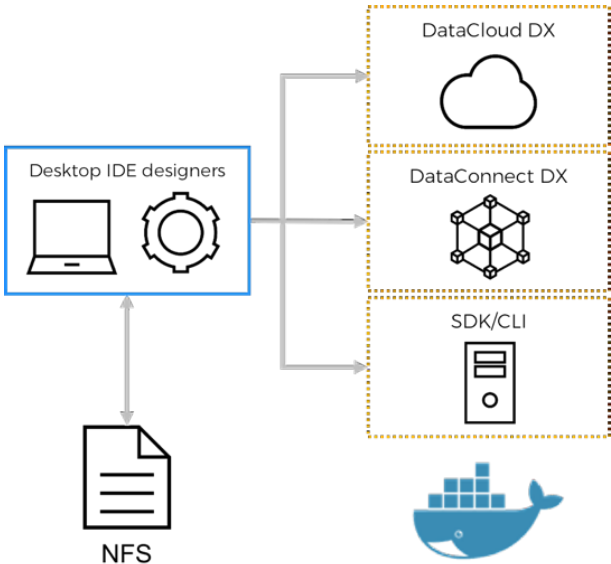 DataCloud DX
Desktop IDE designers
DataConnect DX
SDK/CLI
NFS